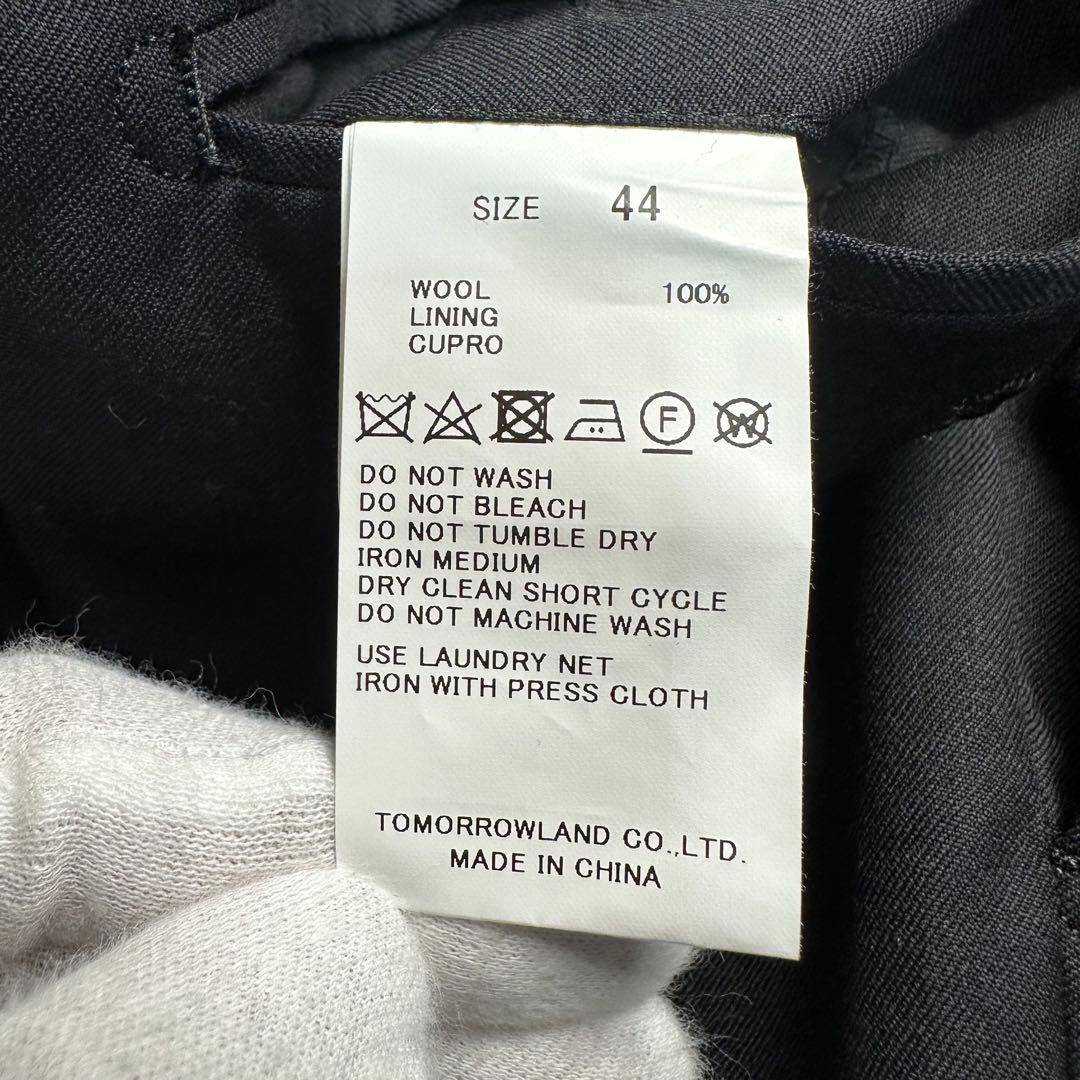 SIZE 44
WOOL 100%
LINING
CUPRO
F W
DO NOT WASH
DO NOT BLEACH
DO NOT TUMBLE DRY
IRON MEDIUM
DRY CLEAN SHORT CYCLE
DO NOT MACHINE WASH
USE LAUNDRY NET
IRON WITH PRESS CLOTH
TOMORROWLAND CO.,LTD.
MADE IN CHINA